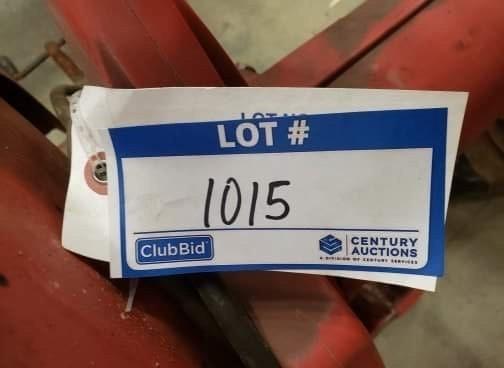 LOT #
1015
ClubBid
CENTURY
AUCTIONS
A DIVISION OF CENTURY SERVICES